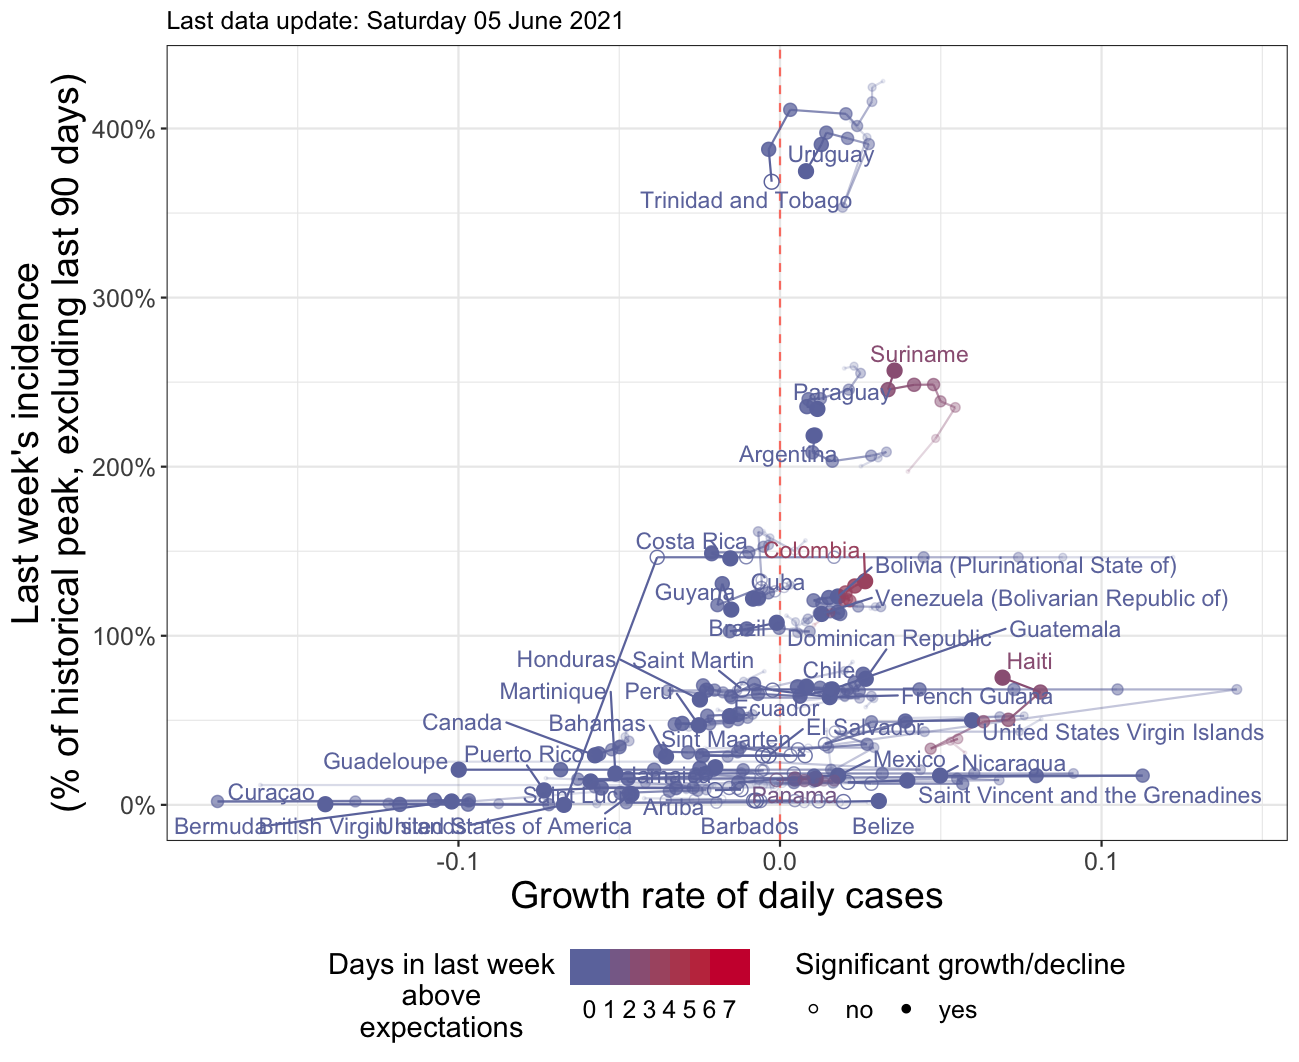 Last data update: Saturday 05 June 2021
Last week's incidence
(% of historical peak, excluding last 90 days)
400%
300%
200%
100%
0%
Uruguay
Trinidad and Tobago
Suriname
Paraguay
Argentina
Costa Rica
Colombia
Bolivia (Plurinational State of)
Cuba
Guyana
Venezuela (Bolivarian Republic of)
Brazil
Guatemala
Dominican Republic
Honduras
Saint Martin
Haiti
Chile
Martinique
Peru
French Guiana
Ecuador
Canada
Bahamas
El Salvador
United States Virgin Islands
Sint Maarten
Puerto Rico
Guadeloupe
Mexico
Nicaragua
Jamaica
Curaçao
Saint Lucia
Panama
Saint Vincent and the Grenadines
Aruba
Bermuda
British Virgin Islands
United States of America
Barbados
Belize
-0.1
0.0
0.1
Growth rate of daily cases
Days in last week
above
expectations
0 1 2 3 4 5 6 7
Significant growth/decline
no
yes